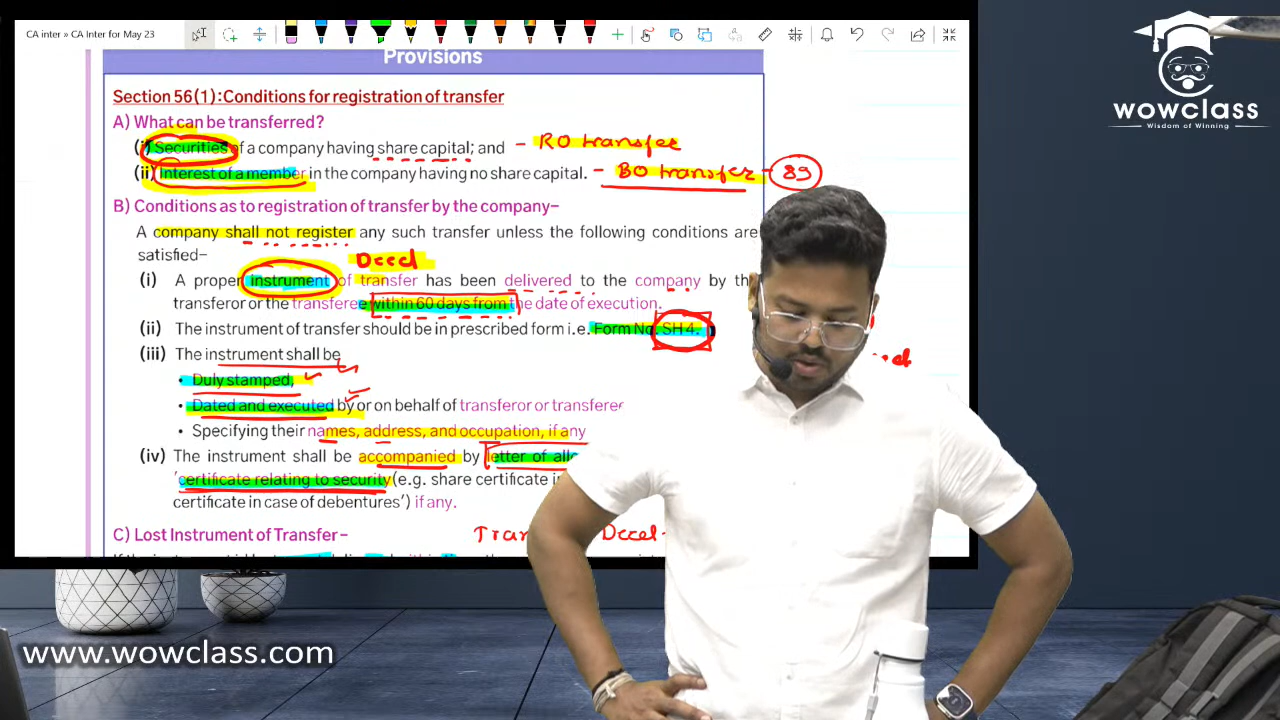 CA inter » CA Inter for May 23
Provisions
wowclass
Wisdom of Winning
Section 56(1):Conditions for registration of transfer
A) What can be transferred?
(i) Securities of a company having share capital; and - RO transfer
(ii) Interest of a member in the company having no share capital. - BO transfer - 89
B) Conditions as to registration of transfer by the company-
A company shall not register any such transfer unless the following conditions are
satisfied-
Deed
(i) A proper instrument of transfer has been delivered to the company by
transferor or the transferee within 60 days from the date of execution.
(ii) The instrument of transfer should be in prescribed form i.e. Form No. SH 4.
(iii) The instrument shall be
• Duly stamped,
• Dated and executed by or on behalf of transferor or transferee
• Specifying their names, address, and occupation, if any
(iv) The instrument shall be accompanied by letter of
'certificate relating to security (e.g. share certificate
certificate in case of debentures') if any.
C) Lost Instrument of Transfer- Deed-
www.wowclass.com